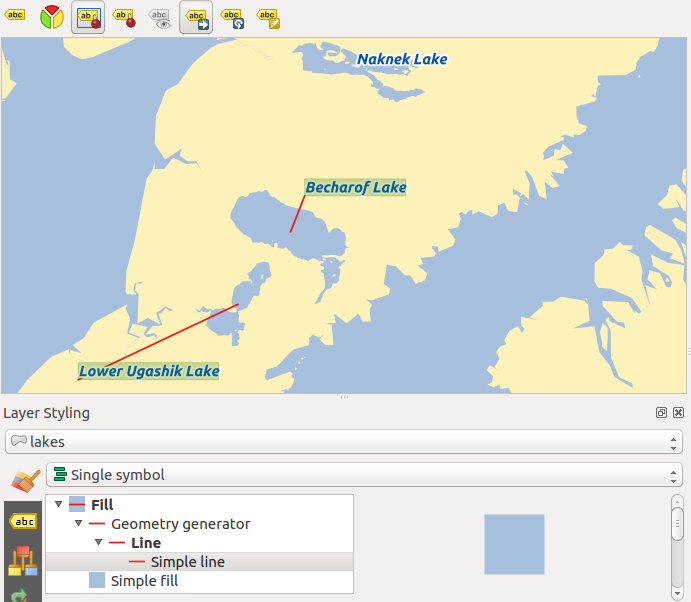 abc ab ab abc abc abc abc
Naknek Lake
Becharof Lake
Lower Ugashik Lake
Layer Styling
lakes
Single symbol
Fill
abc
Geometry generator
Line
Simple line
Simple fill